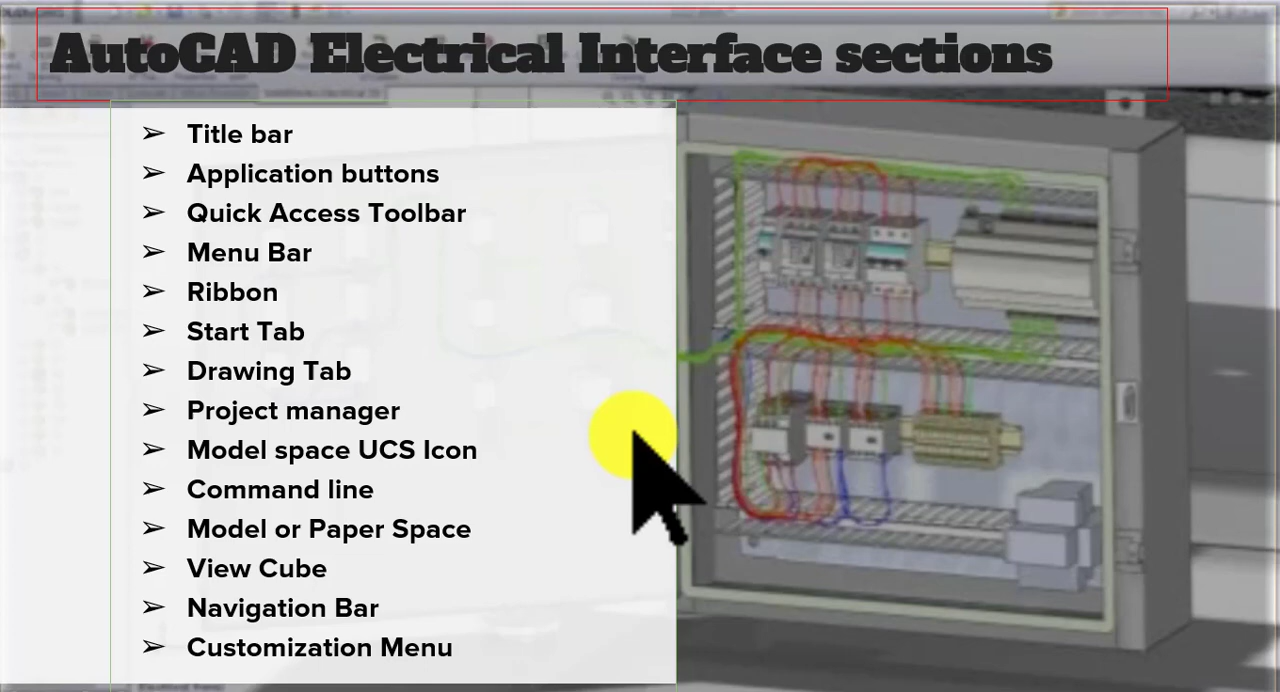 AutoCAD Electrical Interface sections
➢ Title bar
➢ Application buttons
➢ Quick Access Toolbar
➢ Menu Bar
➢ Ribbon
➢ Start Tab
➢ Drawing Tab
➢ Project manager
➢ Model space UCS Icon
➢ Command line
➢ Model or Paper Space
➢ View Cube
➢ Navigation Bar
➢ Customization Menu